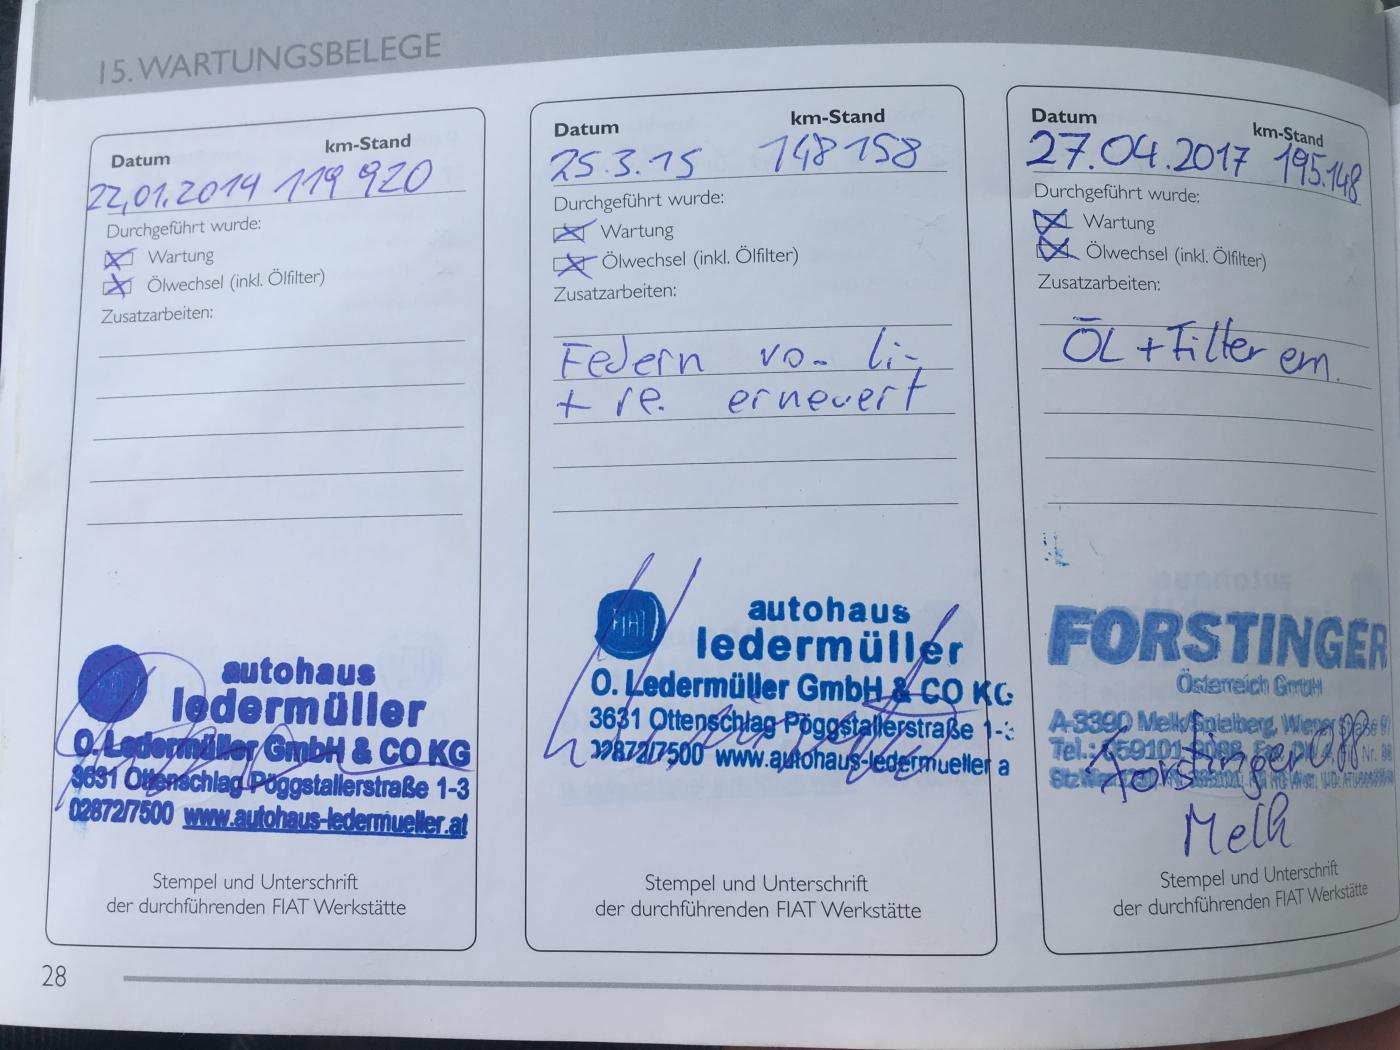 15. WARTUNGSBELEGE
Datum km-Stand
22.01.2014 119 920
Durchgeführt wurde:
Wartung
Ölwechsel (inkl. Ölfilter)
Zusatzarbeiten:
autohaus
ledermüller
O. Ledermüller GmbH & CO KG
3631 Ottenschlag Pöggstallerstraße 1-3
02872/7500 www.autohaus-ledermueller.at
Stempel und Unterschrift
der durchführenden FIAT Werkstätte
Datum km-Stand
25.3.15 148 158
Durchgeführt wurde:
Wartung
Ölwechsel (inkl. Ölfilter)
Zusatzarbeiten:
Federn vo. li.
+ re. erneuert
FIAT
autohaus
ledermüller
O. Ledermüller GmbH & CO KG
3631 Ottenschlag Pöggstallerstraße 1-3
02872/7500 www.autohaus-ledermueller a
Stempel und Unterschrift
der durchführenden FIAT Werkstätte
Datum km-Stand
27.04.2017 195.148
Durchgeführt wurde:
Wartung
Ölwechsel (inkl. Ölfilter)
Zusatzarbeiten:
ÖL + Filter ern.
FORSTINGER
Österreich GmbH
A-3390 Melk/Spielberg, Wiener
Tel.:
Forstinger
Melk
Stempel und Unterschrift
der durchführenden FIAT Werkstätte
28